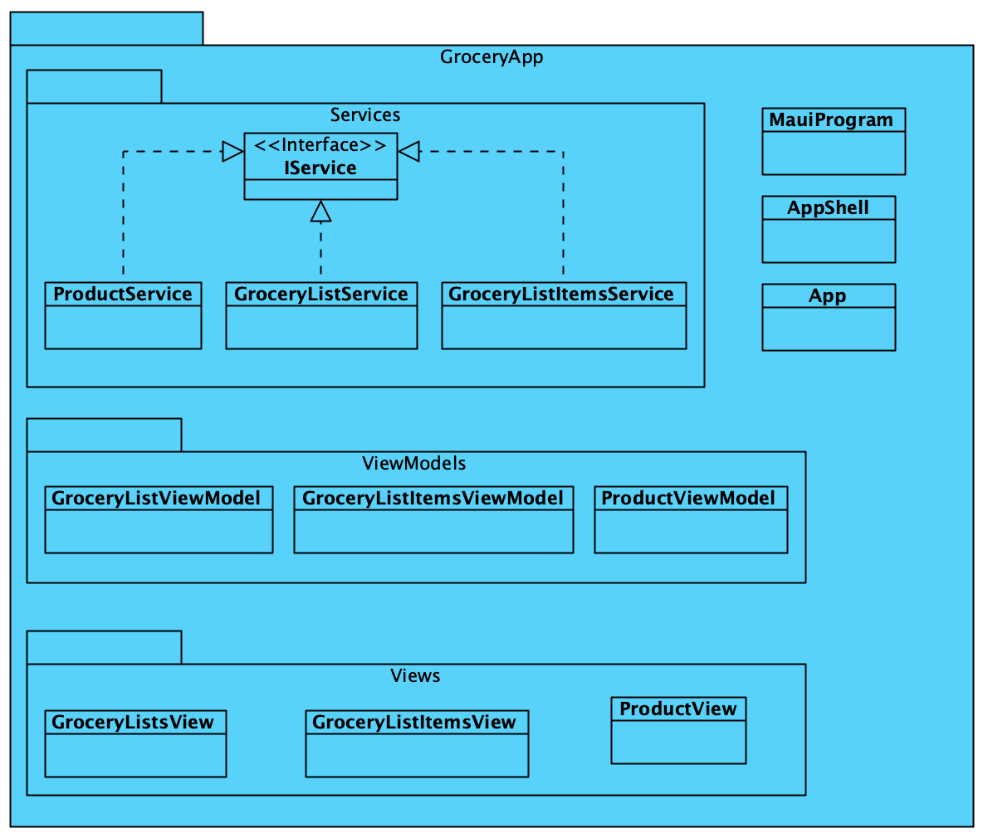 GroceryApp
Services
<<Interface>>
IService
ProductService
GroceryListService
GroceryListItemsService
MauiProgram
AppShell
App
ViewModels
GroceryListViewModel
GroceryListItemsViewModel
ProductViewModel
Views
GroceryListsView
GroceryListItemsView
ProductView